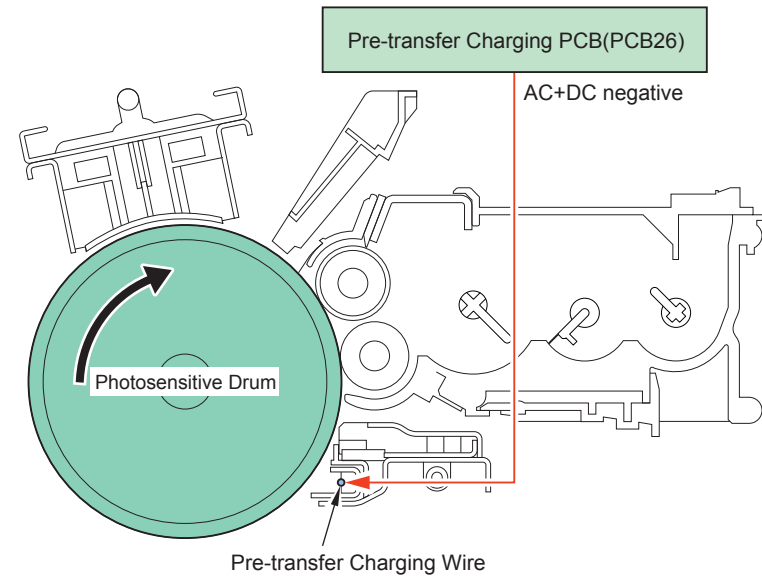 Pre-transfer Charging PCB(PCB26)
AC+DC negative
Photosensitive Drum
Pre-transfer Charging Wire